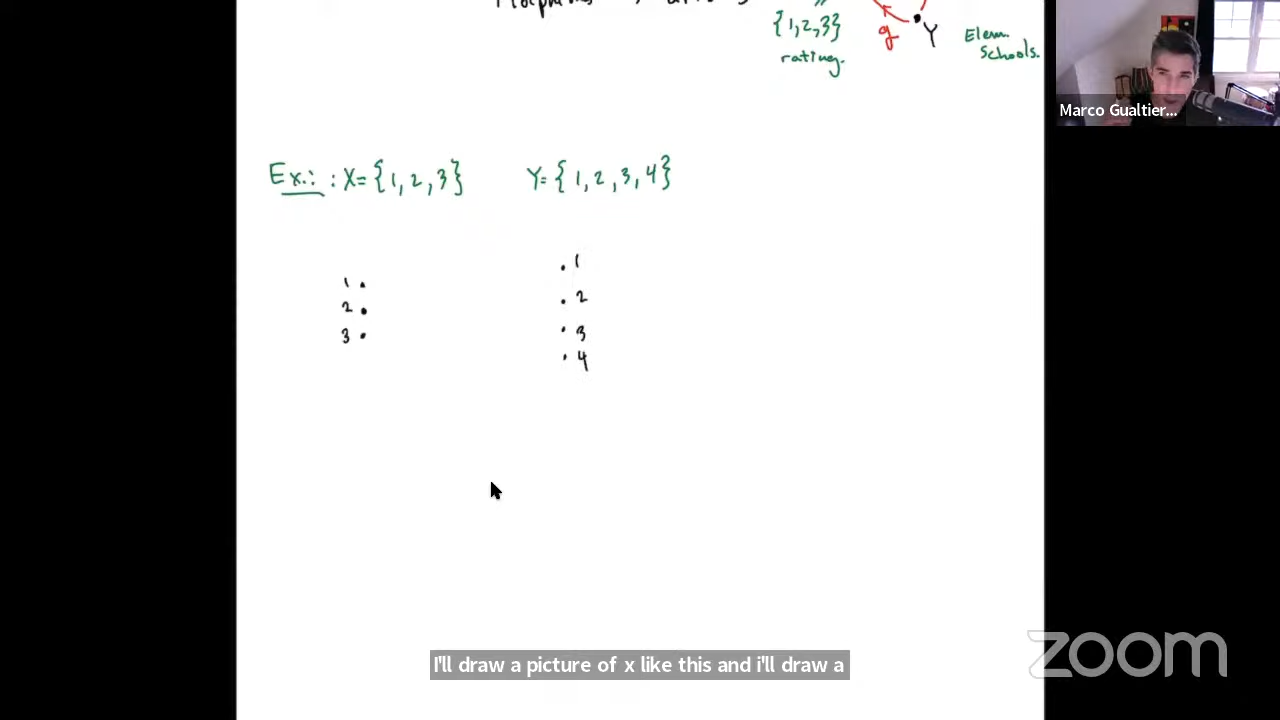 {1,2,3}
rating.
g
Y
Elem.
Schools.
Marco Gualtier...
Ex.: : X={1, 2, 3} Y={1, 2, 3, 4}
1
2
3
1
2
3
4
I'll draw a picture of x like this and i'll draw a
zoom